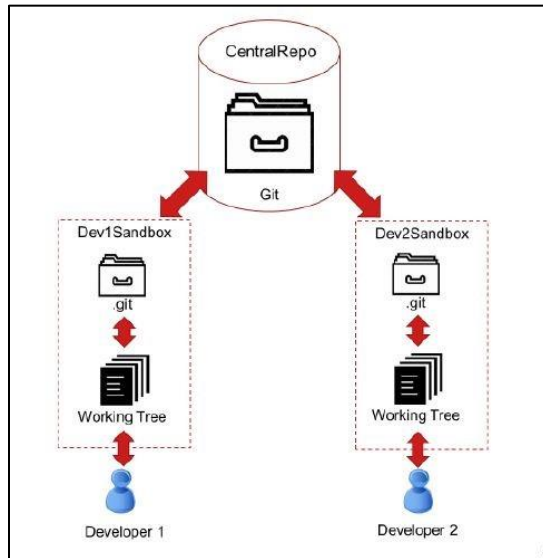 CentralRepo
Git
Dev1Sandbox
.git
Working Tree
Developer 1
Dev2Sandbox
.git
Working Tree
Developer 2